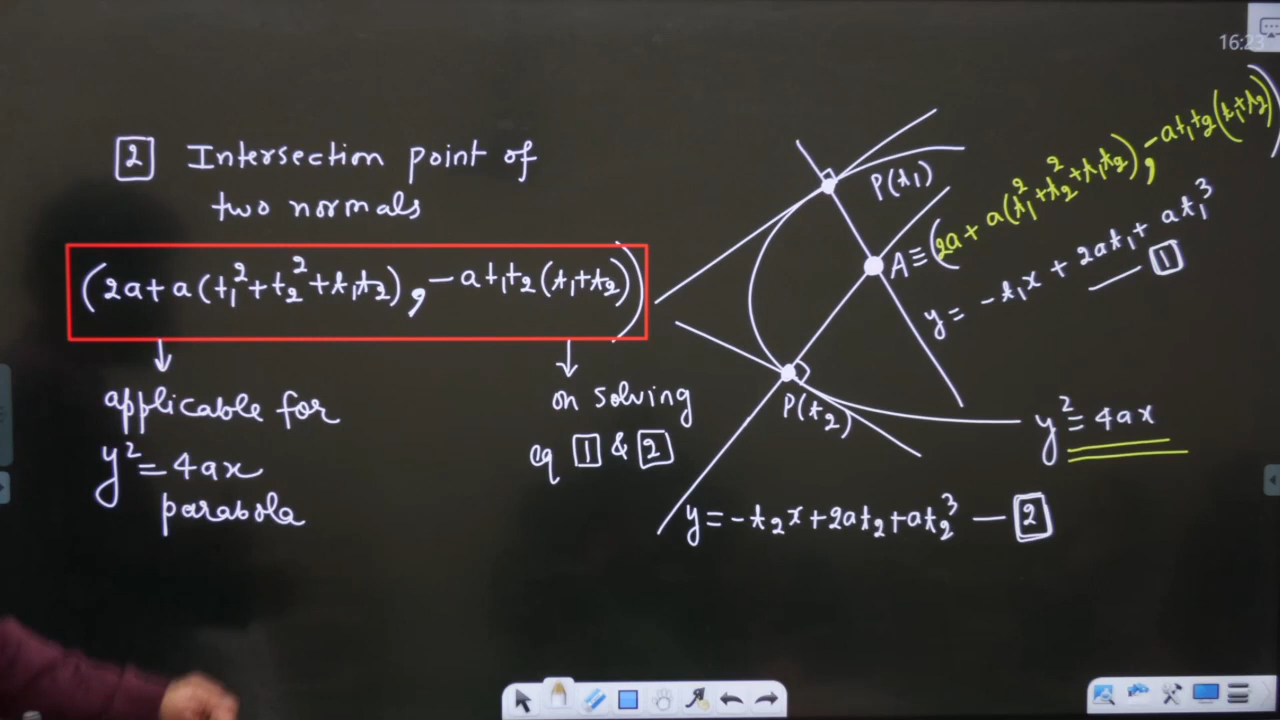 16:23
2 Intersection point of
two normals
(2a+a(t₁²+t₂²+t₁t₂), -at₁t₂(t₁+t₂))
applicable for
y²=4ax
parabola
on solving
eq 1 & 2
P(t₁)
A≡(2a+a(t₁²+t₂²+t₁t₂), -at₁t₂(t₁+t₂))
y=-t₁x+2at₁+at₁³ — 1
P(t₂)
y²=4ax
y=-t₂x+2at₂+at₂³ — 2